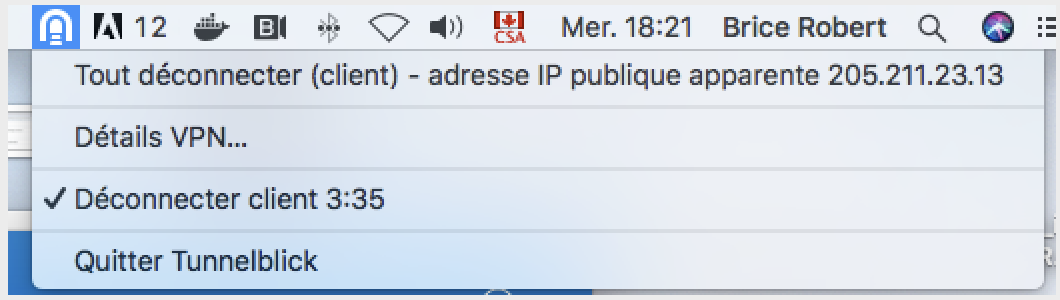 12 B CSA Mer. 18:21 Brice Robert
Tout déconnecter (client) - adresse IP publique apparente 205.211.23.13
Détails VPN...
✓ Déconnecter client 3:35
Quitter Tunnelblick
R